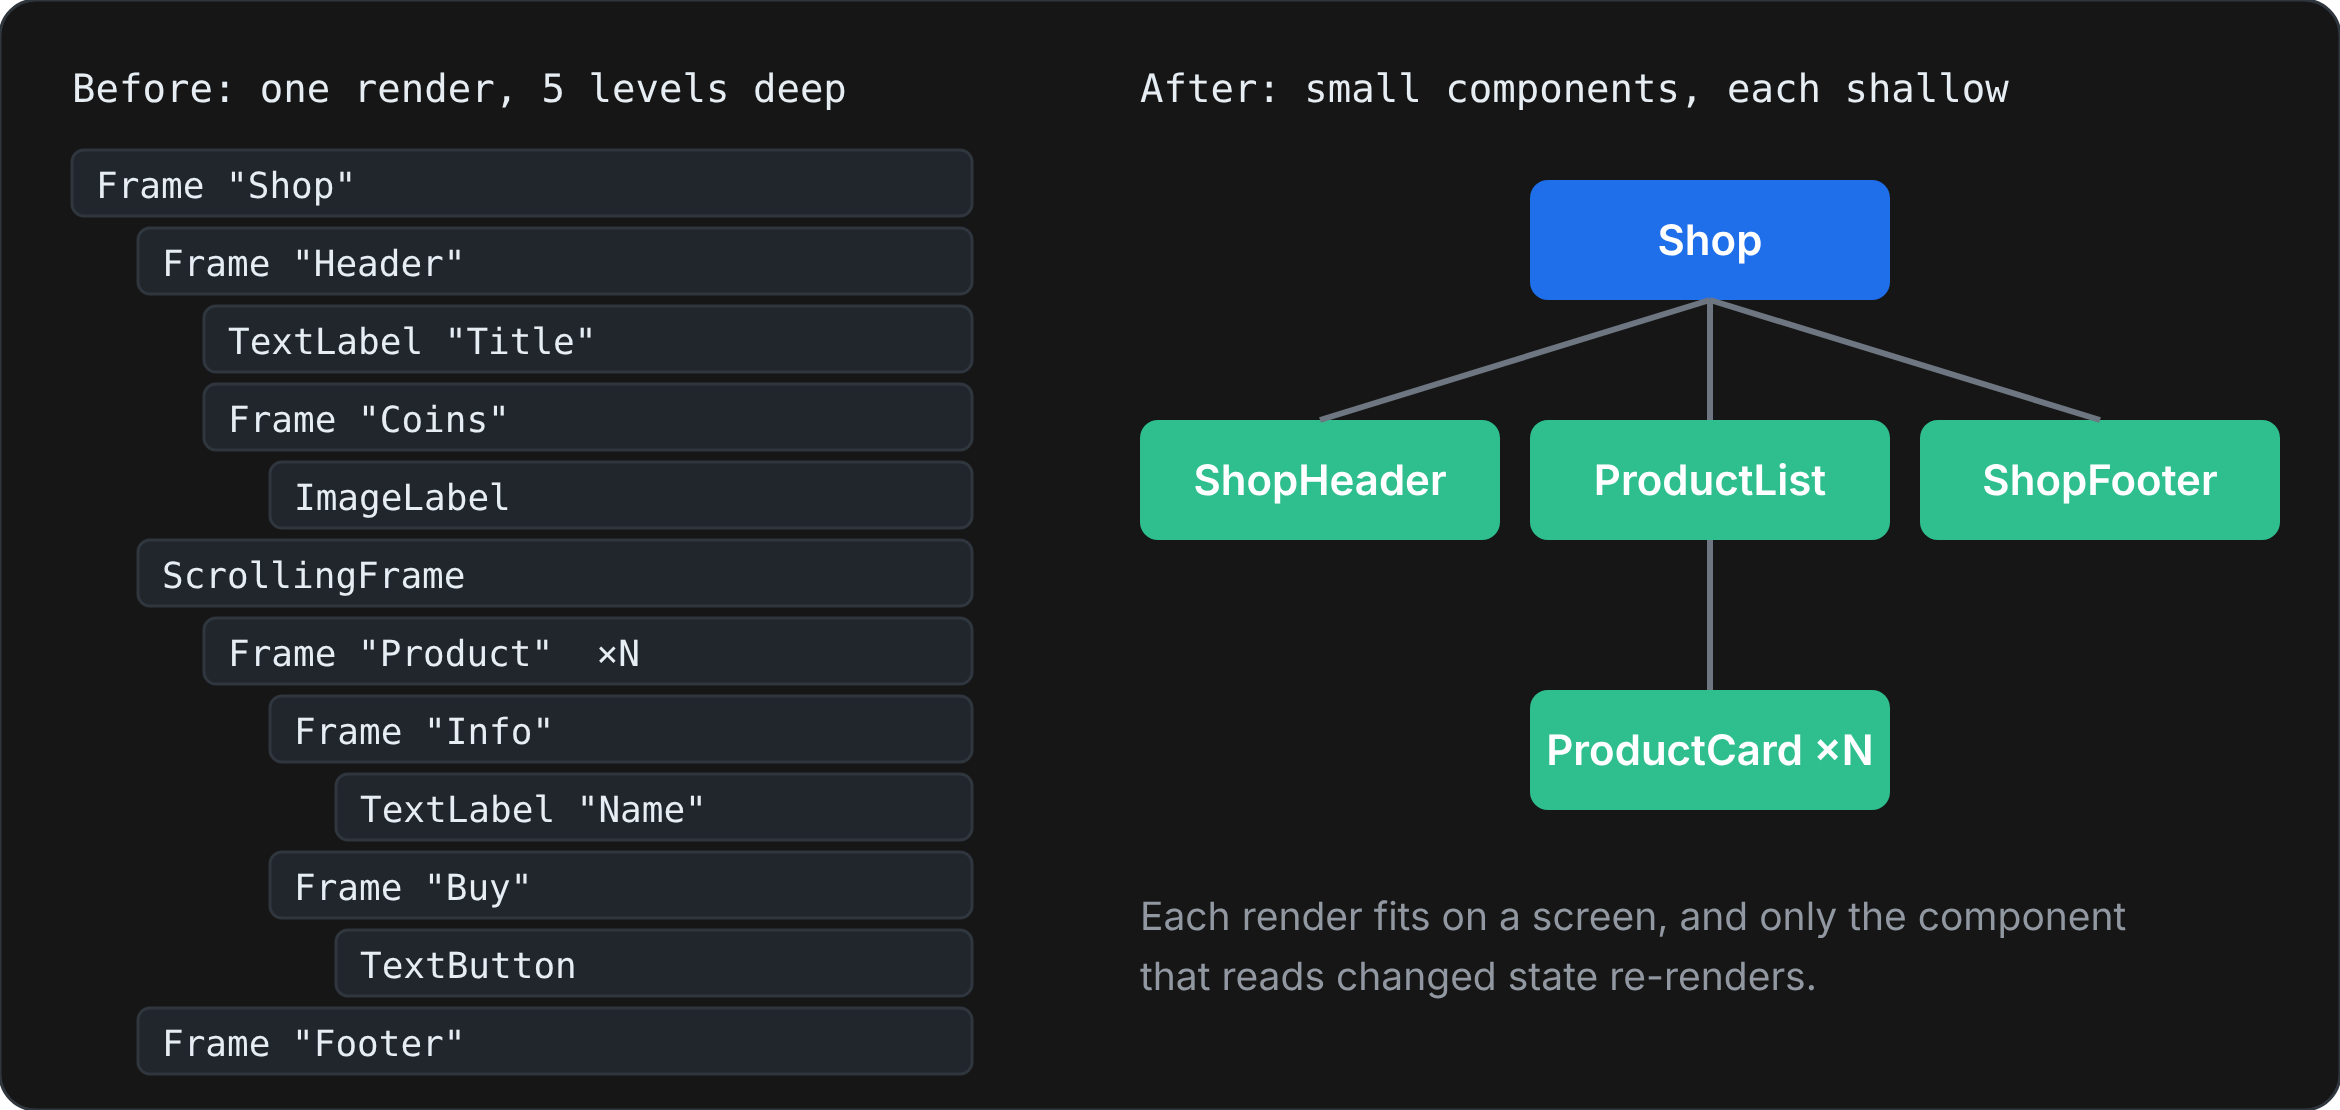 Before: one render, 5 levels deep
Frame "Shop"
Frame "Header"
TextLabel "Title"
Frame "Coins"
ImageLabel
ScrollingFrame
Frame "Product"  ×N
Frame "Info"
TextLabel "Name"
Frame "Buy"
TextButton
Frame "Footer"
After: small components, each shallow
Shop
ShopHeader
ProductList
ShopFooter
ProductCard ×N
Each render fits on a screen, and only the component
that reads changed state re-renders.